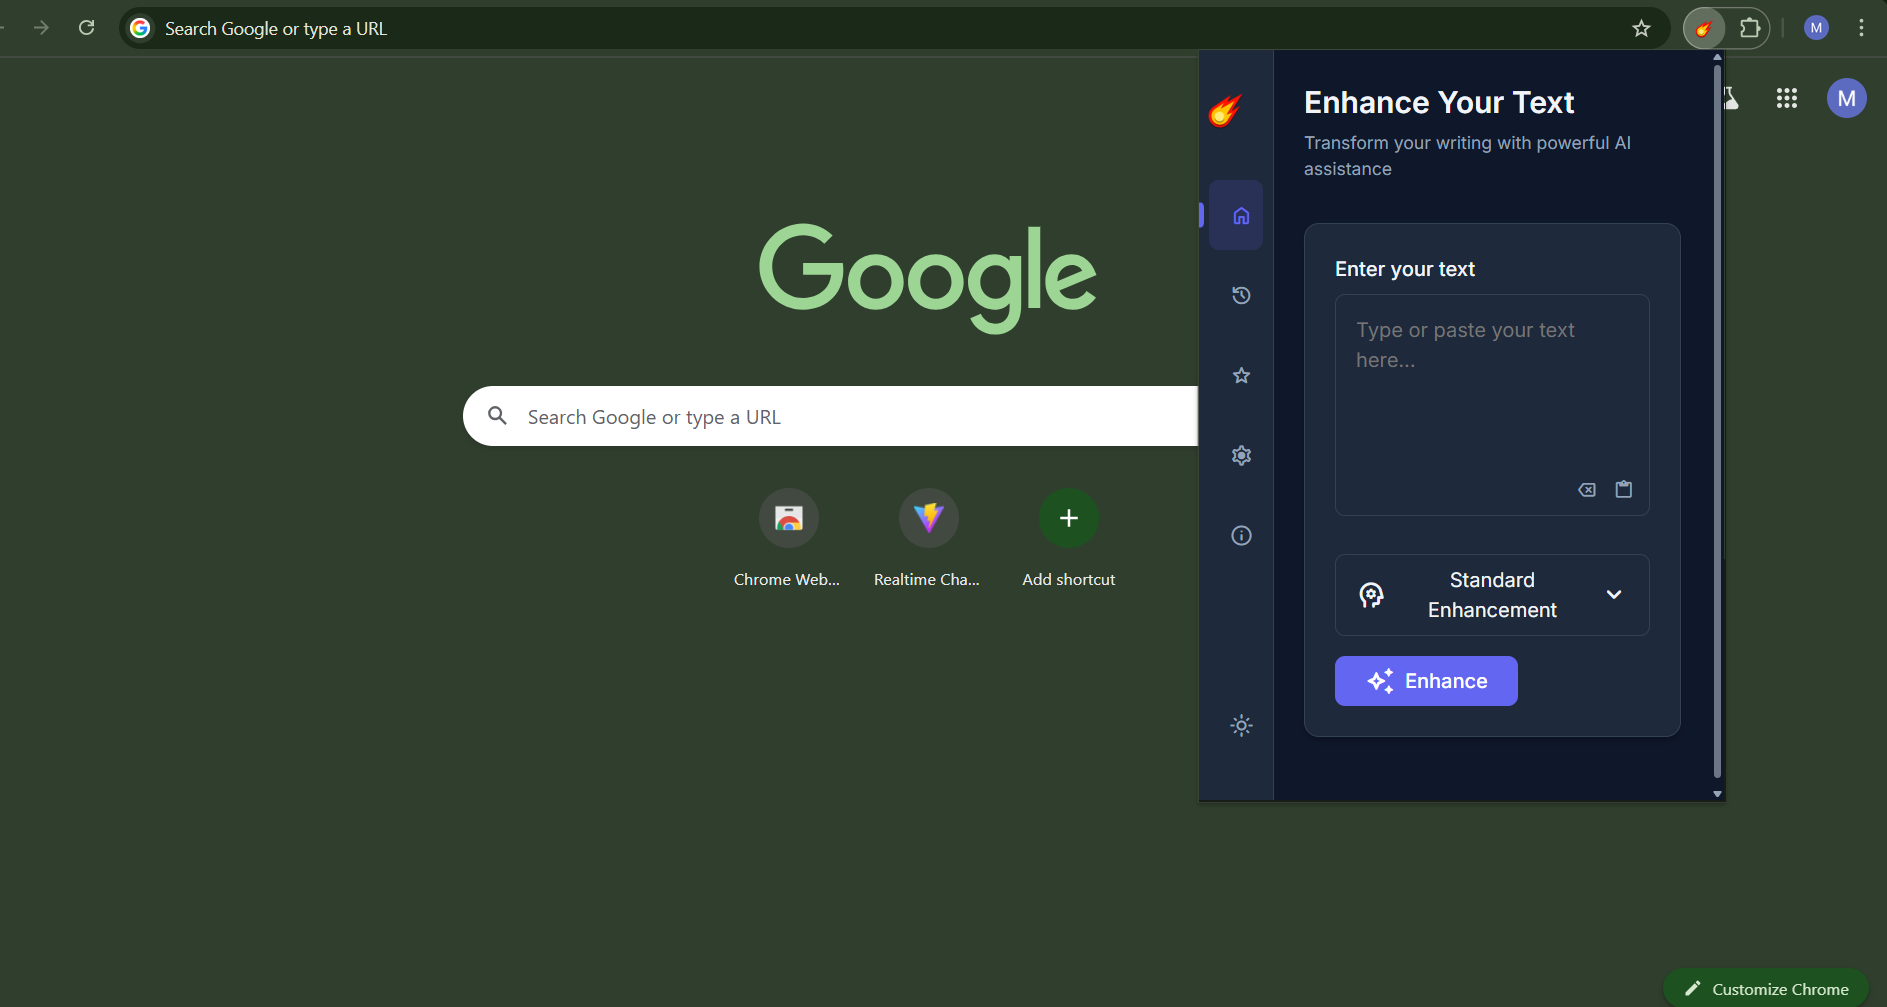 Search Google or type a URL
M
Enhance Your Text
Transform your writing with powerful AI
assistance
M
Google
Enter your text
Type or paste your text
here...
Search Google or type a URL
Chrome Web...
Realtime Cha...
Add shortcut
Standard
Enhancement
Enhance
Customize Chrome